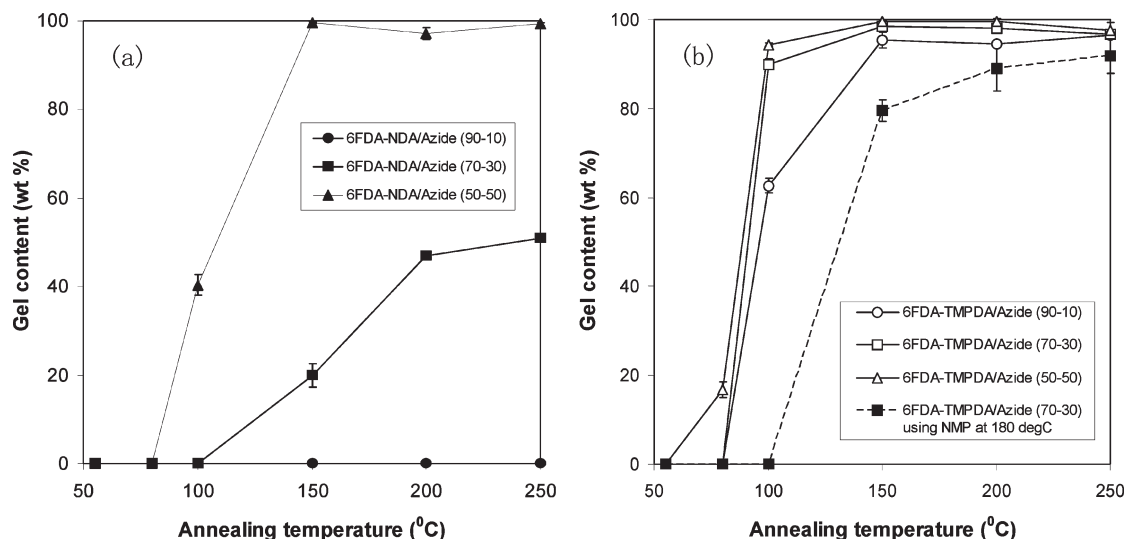 (a)
Gel content (wt %)
100
80
60
40
20
0
50
100
150
200
250
Annealing temperature (⁰C)
6FDA-NDA/Azide (90-10)
6FDA-NDA/Azide (70-30)
6FDA-NDA/Azide (50-50)
(b)
Gel content (wt %)
100
80
60
40
20
0
50
100
150
200
250
Annealing temperature (⁰C)
6FDA-TMPDA/Azide (90-10)
6FDA-TMPDA/Azide (70-30)
6FDA-TMPDA/Azide (50-50)
6FDA-TMPDA/Azide (70-30)
using NMP at 180 degC